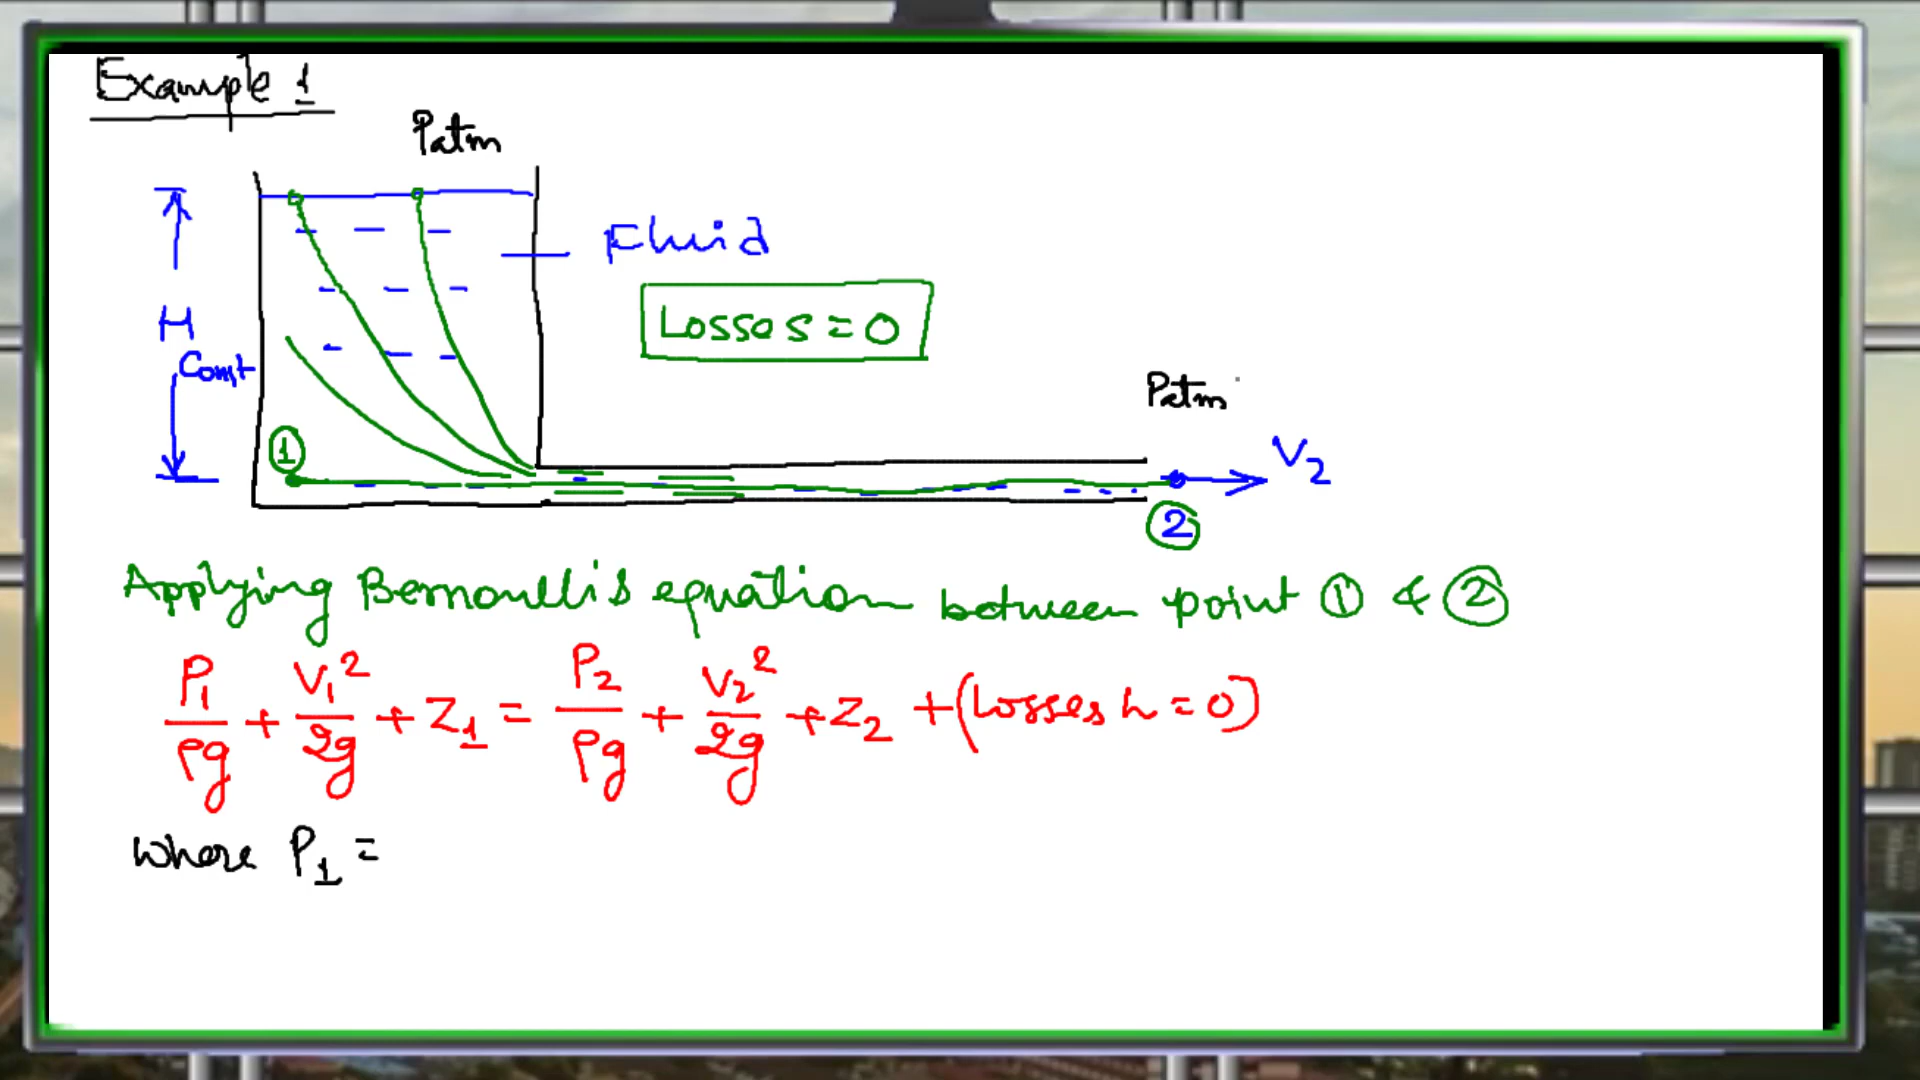 Example 1
Patm
Fluid
H
Const
Losses = 0
Patm
V2
1
2
Applying Bernoullis equation between point ① & ②
P₁/ρg + V₁²/2g + Z₁ = P₂/ρg + V₂²/2g + Z₂ + (Losses h = 0)
where P₁ =